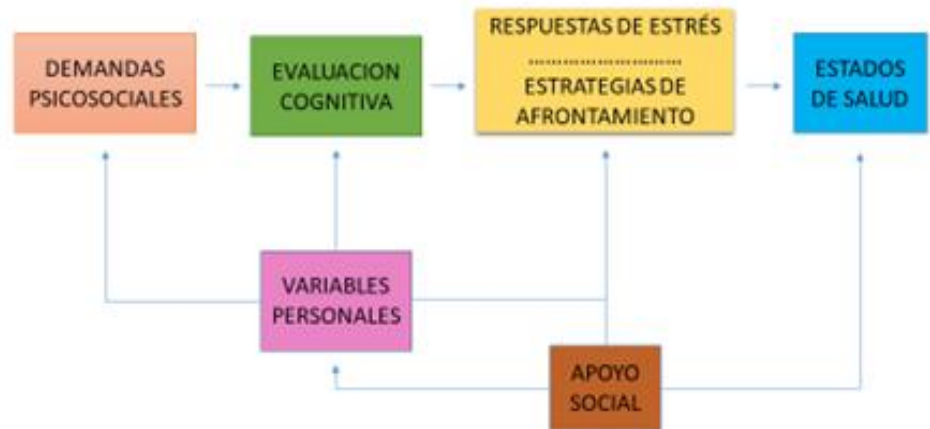 DEMANDAS
PSICOSOCIALES
EVALUACION
COGNITIVA
RESPUESTAS DE ESTRÉS
..............................
ESTRATEGIAS DE
AFRONTAMIENTO
ESTADOS
DE SALUD
VARIABLES
PERSONALES
APOYO
SOCIAL